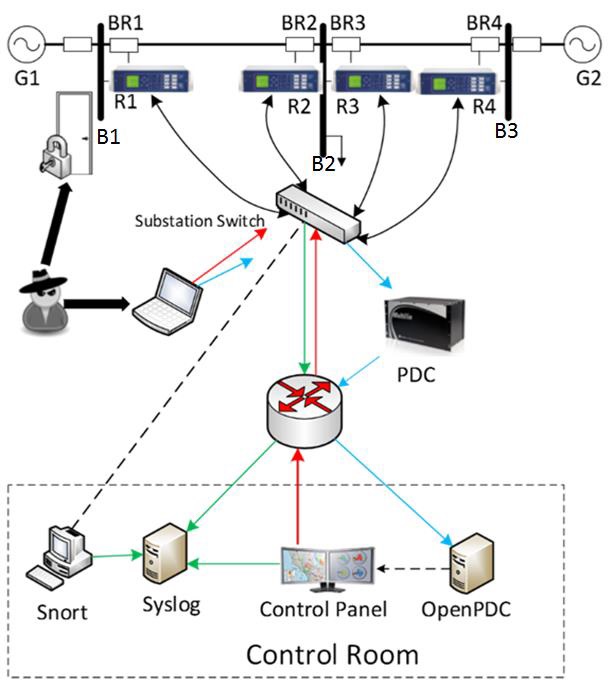 BR1 BR2 BR3 BR4
G1 G2
R1 R2 R3 R4
B1 B2 B3
Substation Switch
PDC
Snort Syslog Control Panel OpenPDC
Control Room